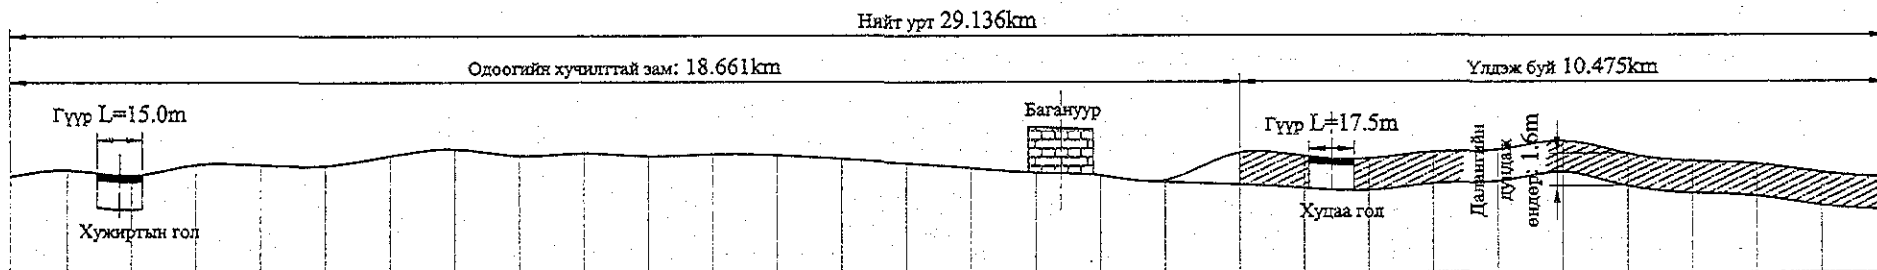 Нийт урт 29.136km
Одоогийн хучилттай зам: 18.661km
Үлдэж буй 10.475km
Гүүр L=15.0m
Багануур
Гүүр L=17.5m
Хужиртын гол
Хуцаа гол
Далангийн
дундаж
өндөр: 1.6m